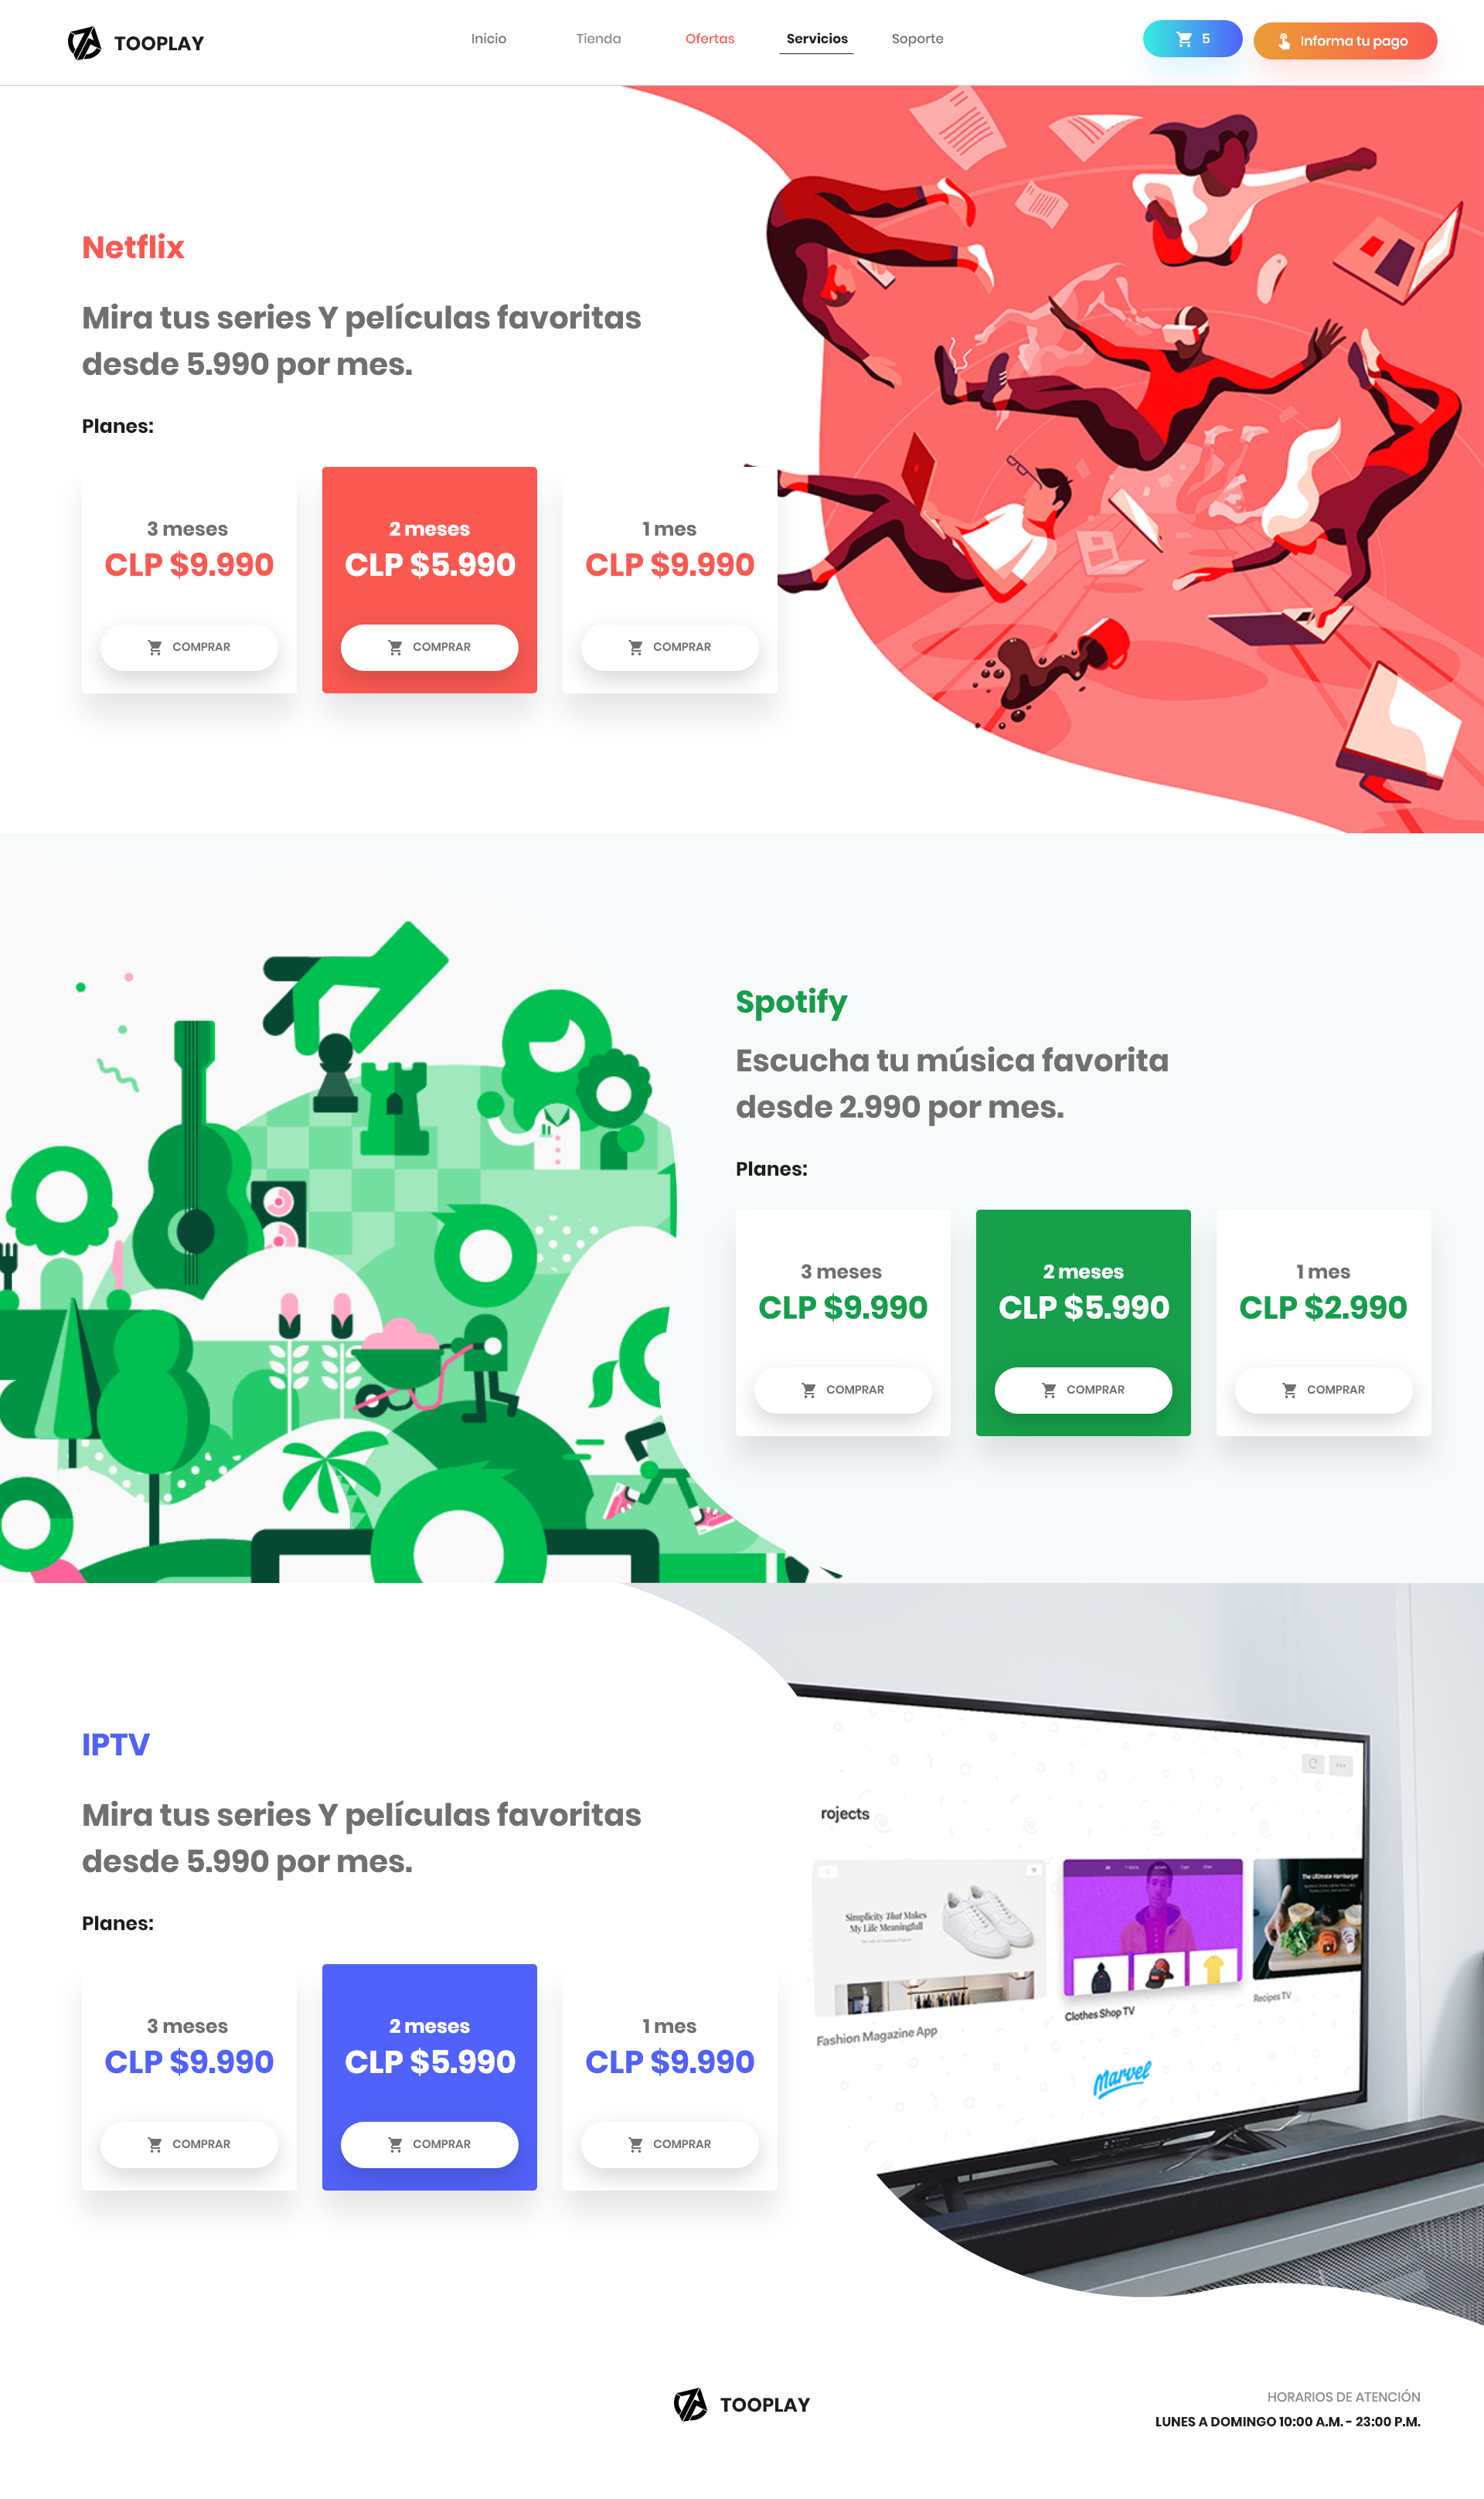 TOOPLAY
Inicio
Tienda
Ofertas
Servicios
Soporte
5
Informa tu pago
Netflix
Mira tus series Y películas favoritas
desde 5.990 por mes.
Planes:
3 meses
CLP $9.990
COMPRAR
2 meses
CLP $5.990
COMPRAR
1 mes
CLP $9.990
COMPRAR
Spotify
Escucha tu música favorita
desde 2.990 por mes.
Planes:
3 meses
CLP $9.990
COMPRAR
2 meses
CLP $5.990
COMPRAR
1 mes
CLP $2.990
COMPRAR
IPTV
Mira tus series Y películas favoritas
desde 5.990 por mes.
Planes:
3 meses
CLP $9.990
COMPRAR
2 meses
CLP $5.990
COMPRAR
1 mes
CLP $9.990
COMPRAR
rojects
Simplicity That Makes
My Life Meaningfull
The Ultimate Hamburger
Fashion Magazine App
Clothes Shop TV
Recipes TV
Marvel
TOOPLAY
HORARIOS DE ATENCIÓN
LUNES A DOMINGO 10:00 A.M. - 23:00 P.M.